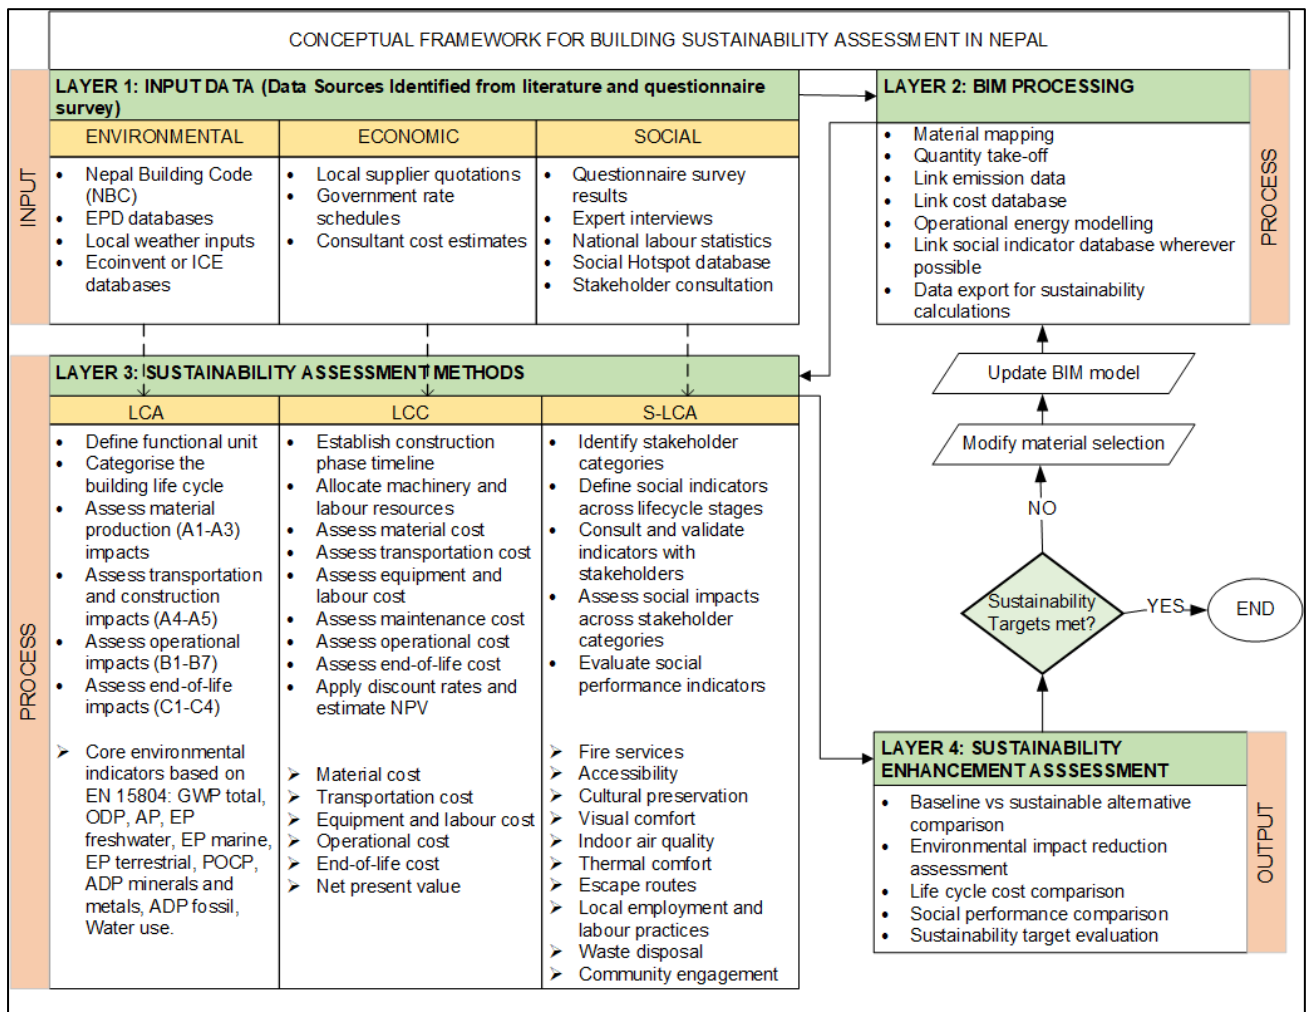 CONCEPTUAL FRAMEWORK FOR BUILDING SUSTAINABILITY ASSESSMENT IN NEPAL
INPUT
LAYER 1: INPUT DATA (Data Sources Identified from literature and questionnaire
survey)
ENVIRONMENTAL
• Nepal Building Code
(NBC)
• EPD databases
• Local weather inputs
• Ecoinvent or ICE
databases
ECONOMIC
• Local supplier quotations
• Government rate
schedules
• Consultant cost estimates
SOCIAL
• Questionnaire survey
results
• Expert interviews
• National labour statistics
• Social Hotspot database
• Stakeholder consultation
LAYER 2: BIM PROCESSING
• Material mapping
• Quantity take-off
• Link emission data
• Link cost database
• Operational energy modelling
• Link social indicator database wherever
possible
• Data export for sustainability
calculations
PROCESS
PROCESS
LAYER 3: SUSTAINABILITY ASSESSMENT METHODS
LCA
• Define functional unit
• Categorise the
building life cycle
• Assess material
production (A1-A3)
impacts
• Assess transportation
and construction
impacts (A4-A5)
• Assess operational
impacts (B1-B7)
• Assess end-of-life
impacts (C1-C4)
➢ Core environmental
indicators based on
EN 15804: GWP total,
ODP, AP, EP
freshwater, EP marine,
EP terrestrial, POCP,
ADP minerals and
metals, ADP fossil,
Water use.
LCC
• Establish construction
phase timeline
• Allocate machinery and
labour resources
• Assess material cost
• Assess transportation cost
• Assess equipment and
labour cost
• Assess maintenance cost
• Assess operational cost
• Assess end-of-life cost
• Apply discount rates and
estimate NPV
➢ Material cost
➢ Transportation cost
➢ Equipment and labour cost
➢ Operational cost
➢ End-of-life cost
➢ Net present value
S-LCA
• Identify stakeholder
categories
• Define social indicators
across lifecycle stages
• Consult and validate
indicators with
stakeholders
• Assess social impacts
across stakeholder
categories
• Evaluate social
performance indicators
➢ Fire services
➢ Accessibility
➢ Cultural preservation
➢ Visual comfort
➢ Indoor air quality
➢ Thermal comfort
➢ Escape routes
➢ Local employment and
labour practices
➢ Waste disposal
➢ Community engagement
Update BIM model
Modify material selection
NO
Sustainability
Targets met?
YES
END
LAYER 4: SUSTAINABILITY
ENHANCEMENT ASSSESSMENT
• Baseline vs sustainable alternative
comparison
• Environmental impact reduction
assessment
• Life cycle cost comparison
• Social performance comparison
• Sustainability target evaluation
OUTPUT